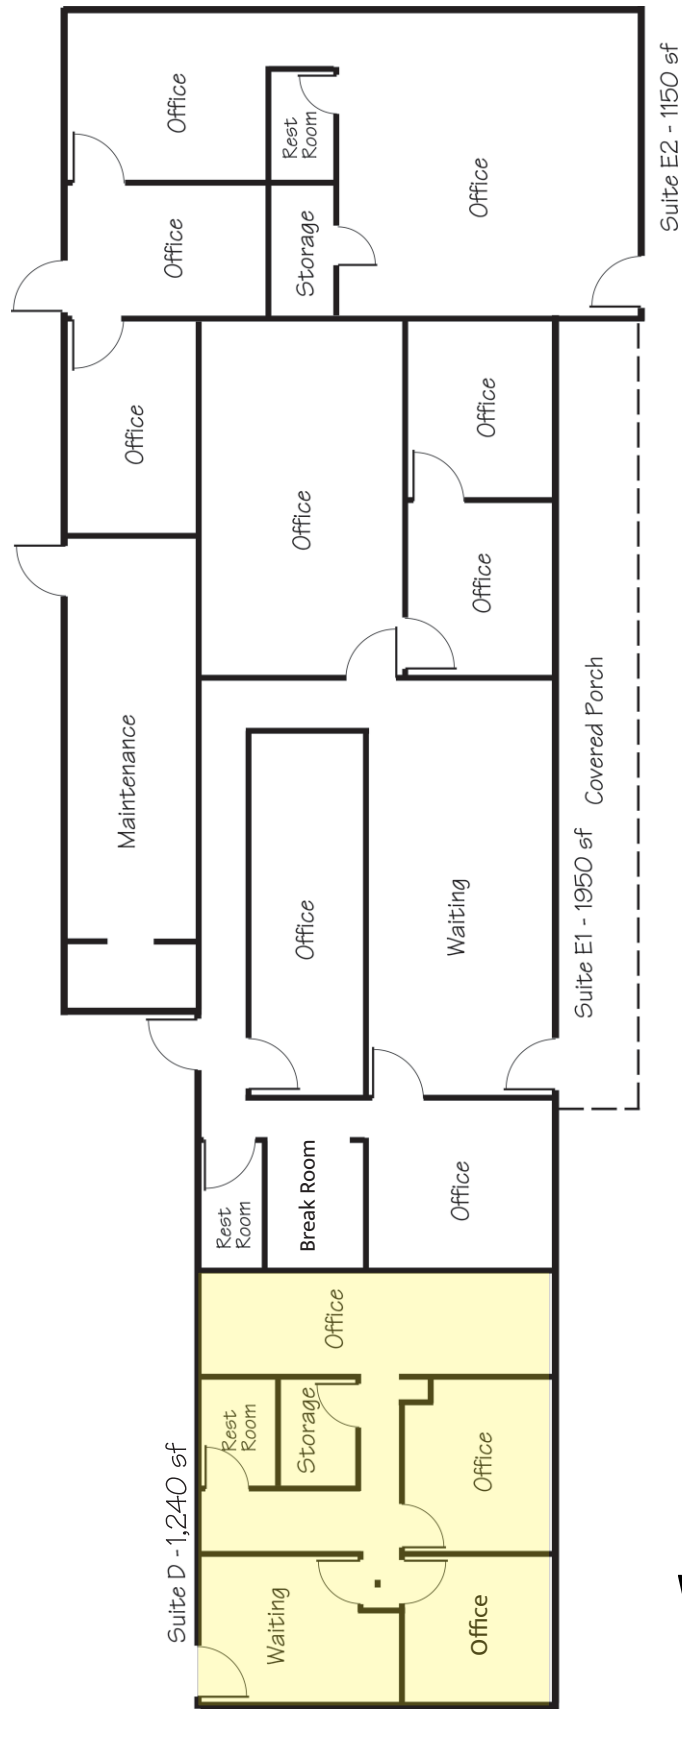 Office
Rest
Room
Office
Suite E2 - 1150 sf
Office
Storage
Office
Office
Office
Office
Maintenance
Covered Porch
Office
Waiting
Suite E1 - 1950 sf
Rest
Room
Break Room
Office
Office
Rest
Room
Storage
Office
Suite D - 1,240 sf
Waiting
Office